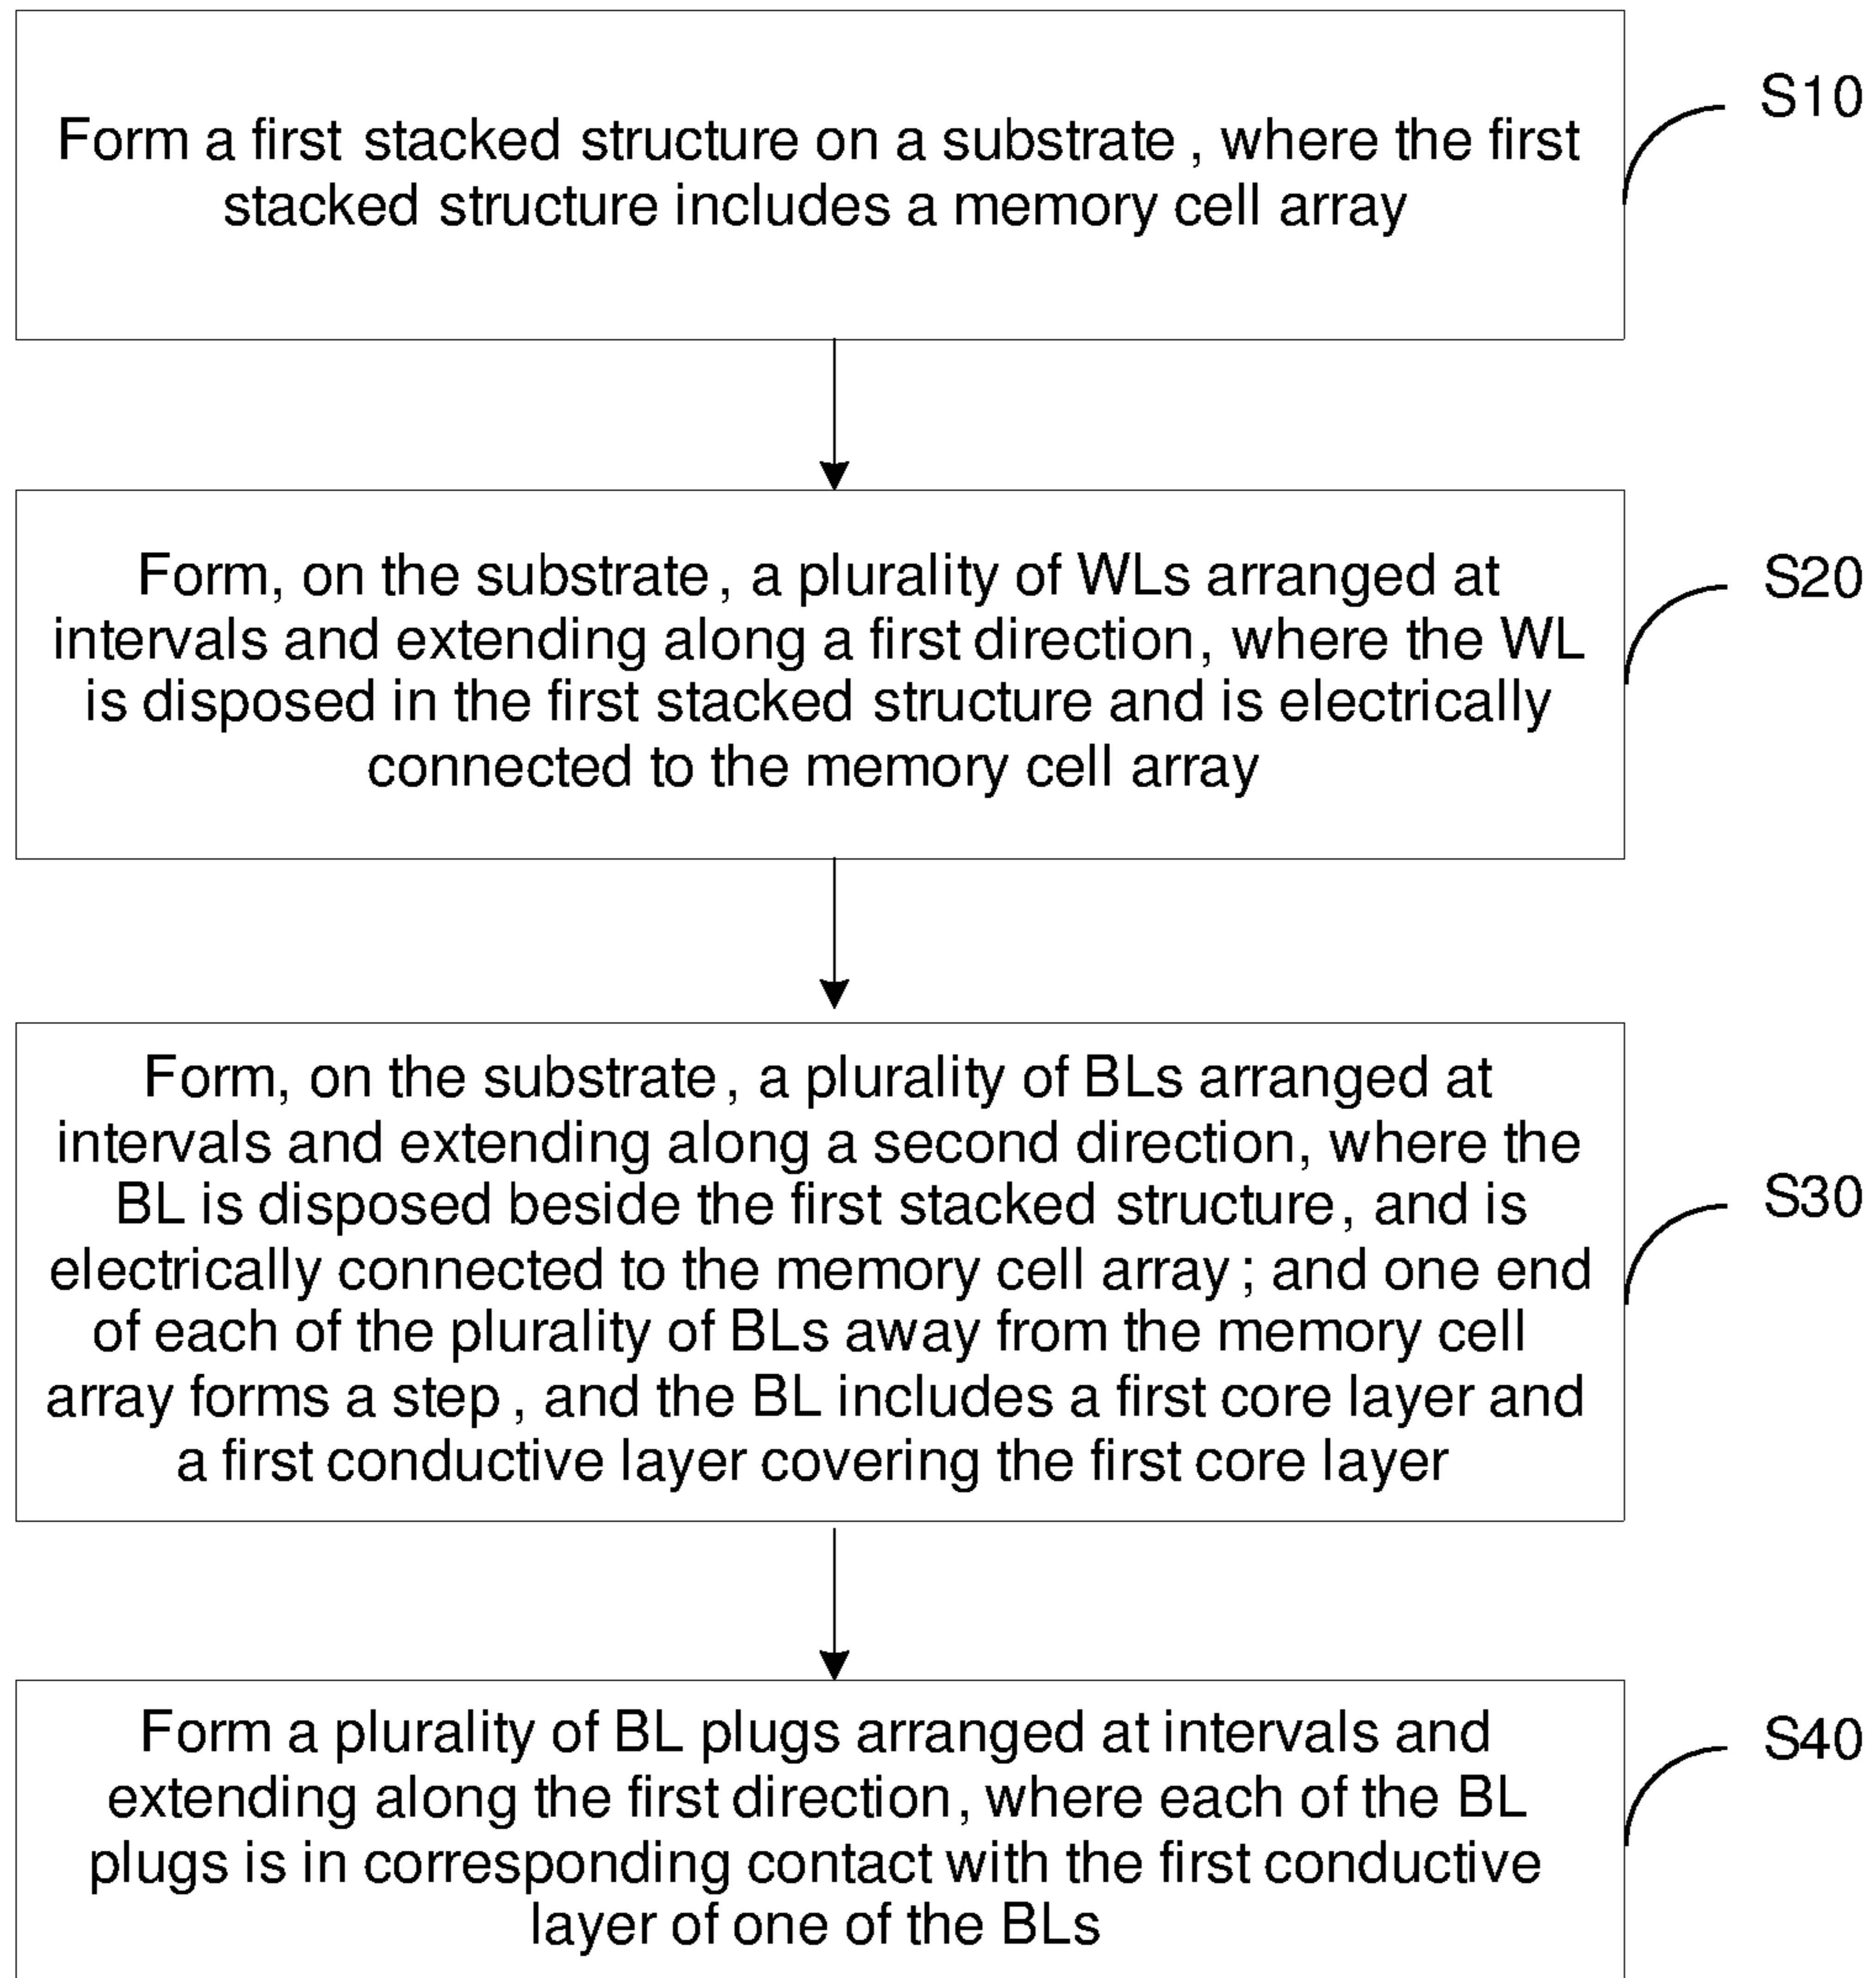 Form a first stacked structure on a substrate , where the first
stacked structure includes a memory cell array
S10
Form, on the substrate , a plurality of WLs arranged at
intervals and extending along a first direction, where the WL
is disposed in the first stacked structure and is electrically
connected to the memory cell array
S20
Form, on the substrate , a plurality of BLs arranged at
intervals and extending along a second direction, where the
BL is disposed beside the first stacked structure, and is
electrically connected to the memory cell array ; and one end
of each of the plurality of BLs away from the memory cell
array forms a step , and the BL includes a first core layer and
a first conductive layer covering the first core layer
S30
Form a plurality of BL plugs arranged at intervals and
extending along the first direction, where each of the BL
plugs is in corresponding contact with the first conductive
layer of one of the BLs
S40